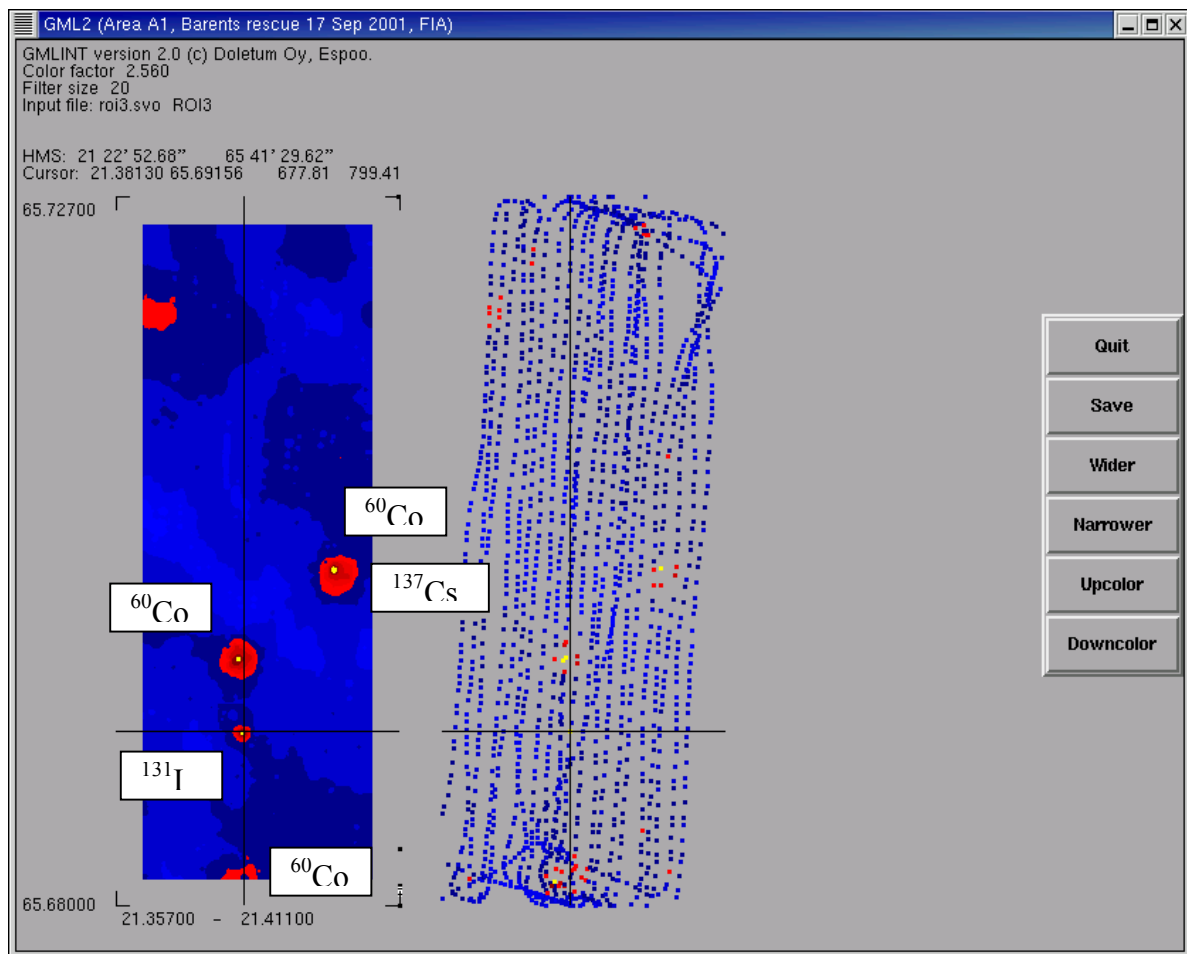 GML2 (Area A1, Barents rescue 17 Sep 2001, FIA)
GMLINT version 2.0 (c) Doletum Oy, Espoo.
Color factor 2.560
Filter size 20
Input file: roi3.svo ROI3
HMS: 21 22' 52.68" 65 41' 29.62"
Cursor: 21.38130 65.69156 677.81 799.41
65.72700
60Co
137Cs
60Co
131I
60Co
65.68000
21.35700 - 21.41100
Quit
Save
Wider
Narrower
Upcolor
Downcolor